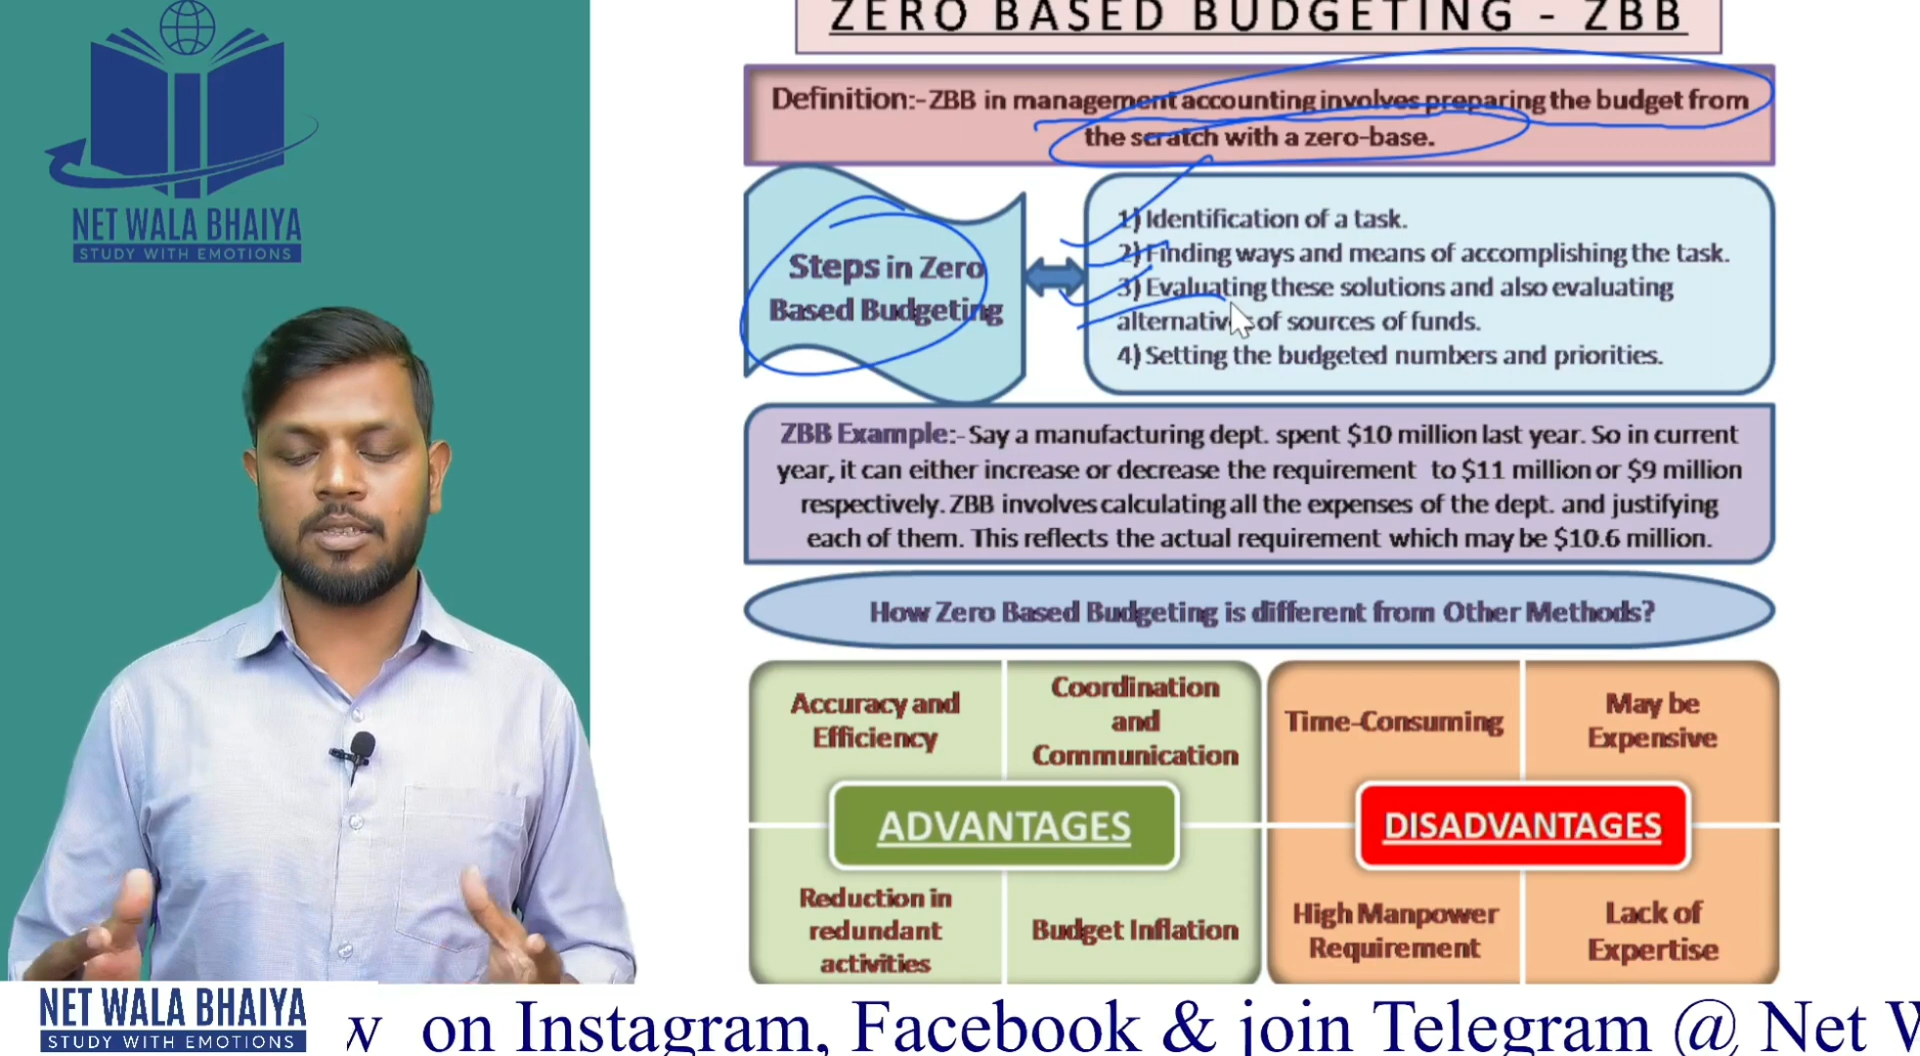 NET WALA BHAIYA
STUDY WITH EMOTIONS
ZERO BASED BUDGETING - ZBB
Definition:- ZBB in management accounting involves preparing the budget from
the scratch with a zero-base.
Steps in Zero
Based Budgeting
1) Identification of a task.
2) Finding ways and means of accomplishing the task.
3) Evaluating these solutions and also evaluating
alternatives of sources of funds.
4) Setting the budgeted numbers and priorities.
ZBB Example:- Say a manufacturing dept. spent $10 million last year. So in current
year, it can either increase or decrease the requirement to $11 million or $9 million
respectively. ZBB involves calculating all the expenses of the dept. and justifying
each of them. This reflects the actual requirement which may be $10.6 million.
How Zero Based Budgeting is different from Other Methods?
Accuracy and
Efficiency
Coordination
and
Communication
ADVANTAGES
Reduction in
redundant
activities
Budget Inflation
Time-Consuming
May be
Expensive
DISADVANTAGES
High Manpower
Requirement
Lack of
Expertise
NET WALA BHAIYA
STUDY WITH EMOTIONS
w on Instagram, Facebook & join Telegram @ Net W